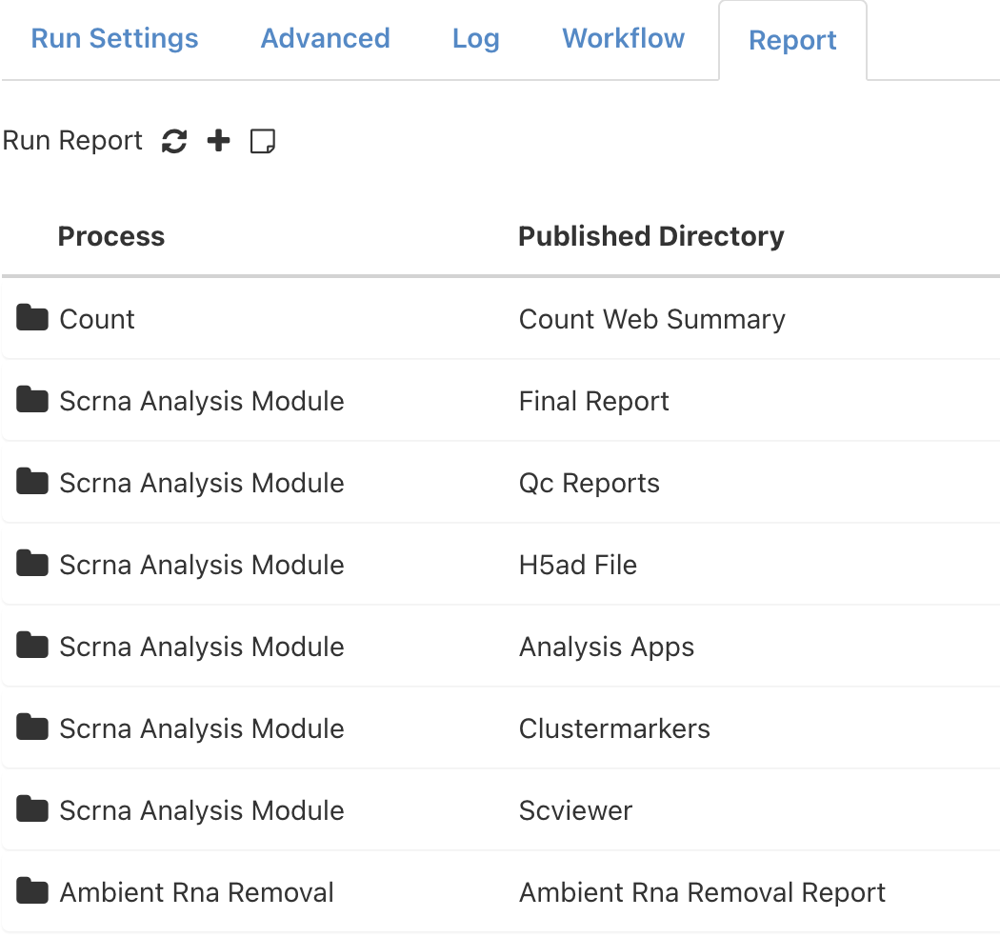 Run Settings Advanced Log Workflow Report
Run Report
Process Published Directory
Count Count Web Summary
Scrna Analysis Module Final Report
Scrna Analysis Module Qc Reports
Scrna Analysis Module H5ad File
Scrna Analysis Module Analysis Apps
Scrna Analysis Module Clustermarkers
Scrna Analysis Module Scviewer
Ambient Rna Removal Ambient Rna Removal Report